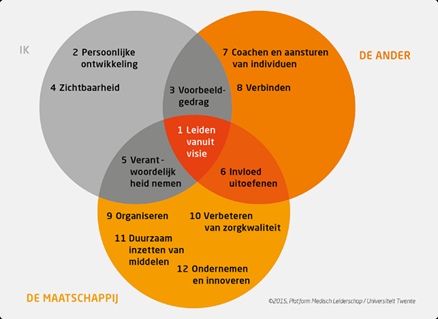 IK
2 Persoonlijke
ontwikkeling
4 Zichtbaarheid
7 Coachen en aansturen
van individuen
8 Verbinden
DE ANDER
3 Voorbeeld-
gedrag
1 Leiden
vanuit
visie
5 Verant-
woordelijk
heid nemen
6 Invloed
uitoefenen
9 Organiseren
10 Verbeteren
van zorgkwaliteit
11 Duurzaam
inzetten van
middelen
12 Ondernemen
en innoveren
DE MAATSCHAPPIJ
©2015, Platform Medisch Leiderschap / Universiteit Twente